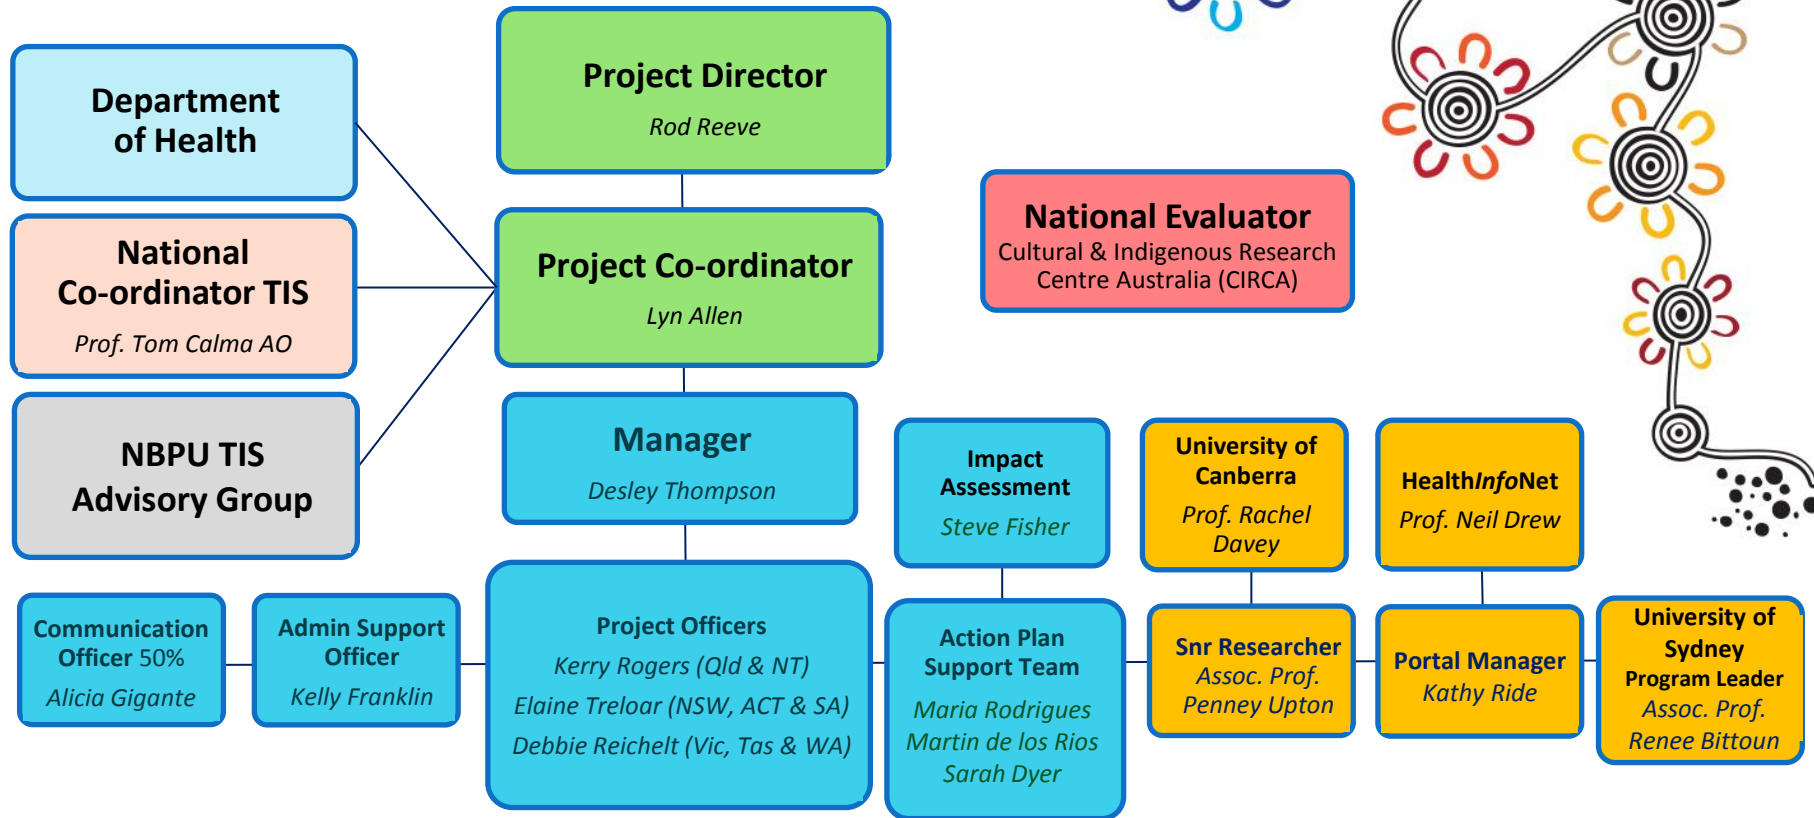 Department
of Health
Project Director
Rod Reeve
National
Co-ordinator TIS
Prof. Tom Calma AO
Project Co-ordinator
Lyn Allen
National Evaluator
Cultural & Indigenous Research
Centre Australia (CIRCA)
NBPU TIS
Advisory Group
Manager
Desley Thompson
Impact
Assessment
Steve Fisher
University of
Canberra
Prof. Rachel
Davey
HealthInfoNet
Prof. Neil Drew
Communication
Officer 50%
Alicia Gigante
Admin Support
Officer
Kelly Franklin
Project Officers
Kerry Rogers (Qld & NT)
Elaine Treloar (NSW, ACT & SA)
Debbie Reichelt (Vic, Tas & WA)
Action Plan
Support Team
Maria Rodrigues
Martin de los Rios
Sarah Dyer
Snr Researcher
Assoc. Prof.
Penney Upton
Portal Manager
Kathy Ride
University of
Sydney
Program Leader
Assoc. Prof.
Renee Bittoun